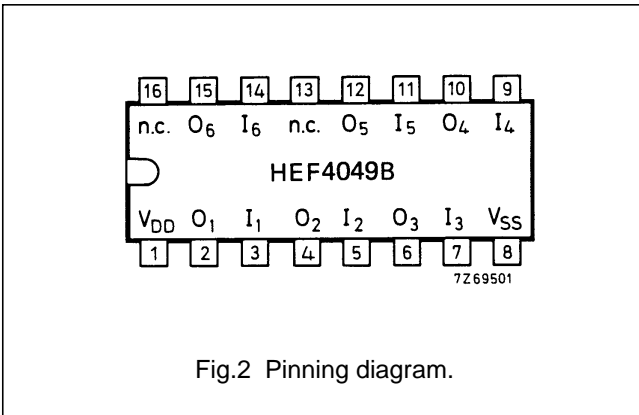 16 15 14 13 12 11 10 9
n.c. O6 I6 n.c. O5 I5 O4 I4
HEF4049B
VDD O1 I1 O2 I2 O3 I3 VSS
1 2 3 4 5 6 7 8
7Z69501
Fig.2 Pinning diagram.